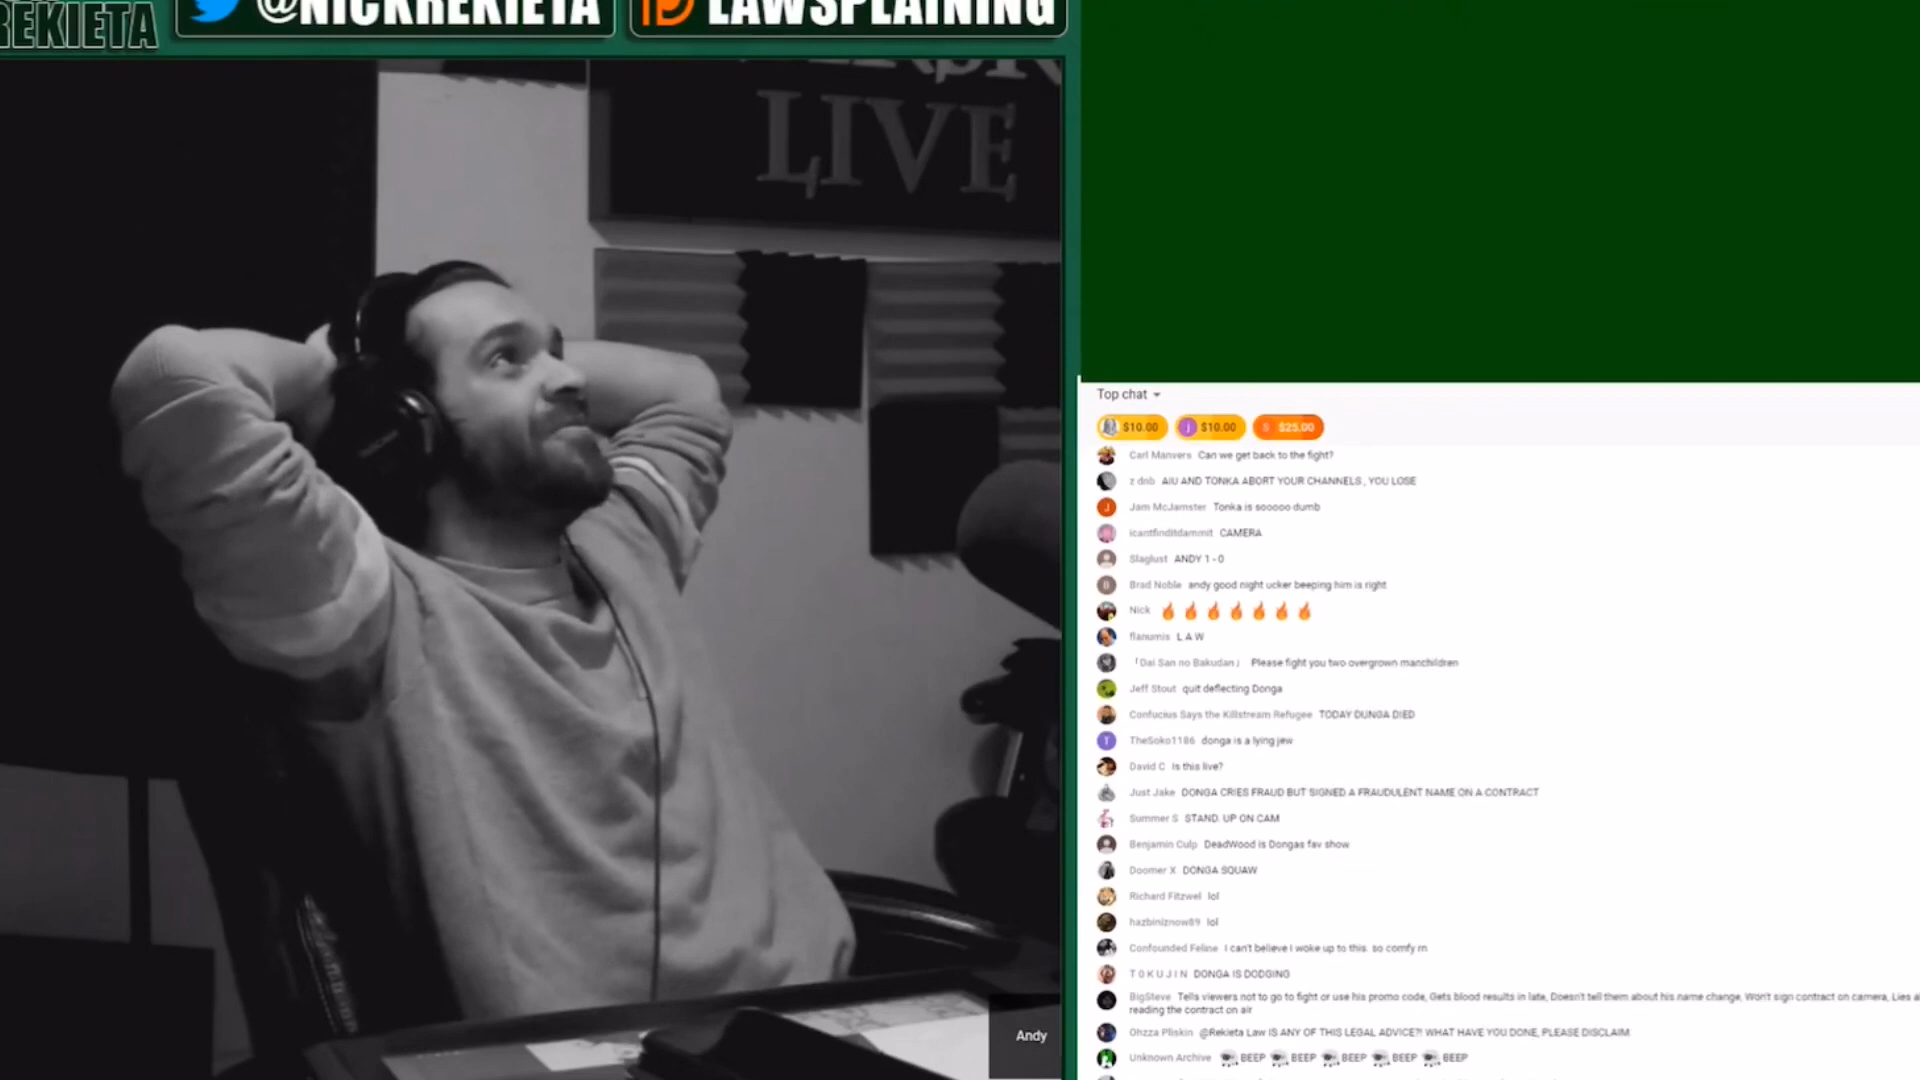 REKIETA
@NICKREKIETA
LAWSPLAINING
LIVE
Top chat
$10.00
$10.00
S $25.00
Carl Manvers Can we get back to the fight?
z dnb AIU AND TONKA ABORT YOUR CHANNELS , YOU LOSE
J Jam McJamster Tonka is sooooo dumb
icantfinditdammit CAMERA
Slaglust ANDY 1 - 0
B Brad Noble andy good night ucker beeping him is right
Nick 🔥🔥🔥🔥🔥🔥🔥
flanumis L A W
「Dai San no Bakudan」 Please fight you two overgrown manchildren
Jeff Stout quit deflecting Donga
Confucius Says the Killstream Refugee TODAY DUNGA DIED
T TheSoko1186 donga is a lying jew
David C Is this live?
Just Jake DONGA CRIES FRAUD BUT SIGNED A FRAUDULENT NAME ON A CONTRACT
Summer S STAND. UP ON CAM
Benjamin Culp DeadWood is Dongas fav show
Doomer X DONGA SQUAW
Richard Fitzwel lol
hazbiniznow89 lol
Confounded Feline I can't believe I woke up to this. so comfy rn
T 0 K U J I N DONGA IS DODGING
BigSteve Tells viewers not to go to fight or use his promo code, Gets blood results in late, Doesn't tell them about his name change, Won't sign contract on camera, Lies
reading the contract on air
Ohzza Pliskin @Rekieta Law IS ANY OF THIS LEGAL ADVICE?! WHAT HAVE YOU DONE, PLEASE DISCLAIM
Unknown Archive BEEP BEEP BEEP BEEP BEEP
Andy